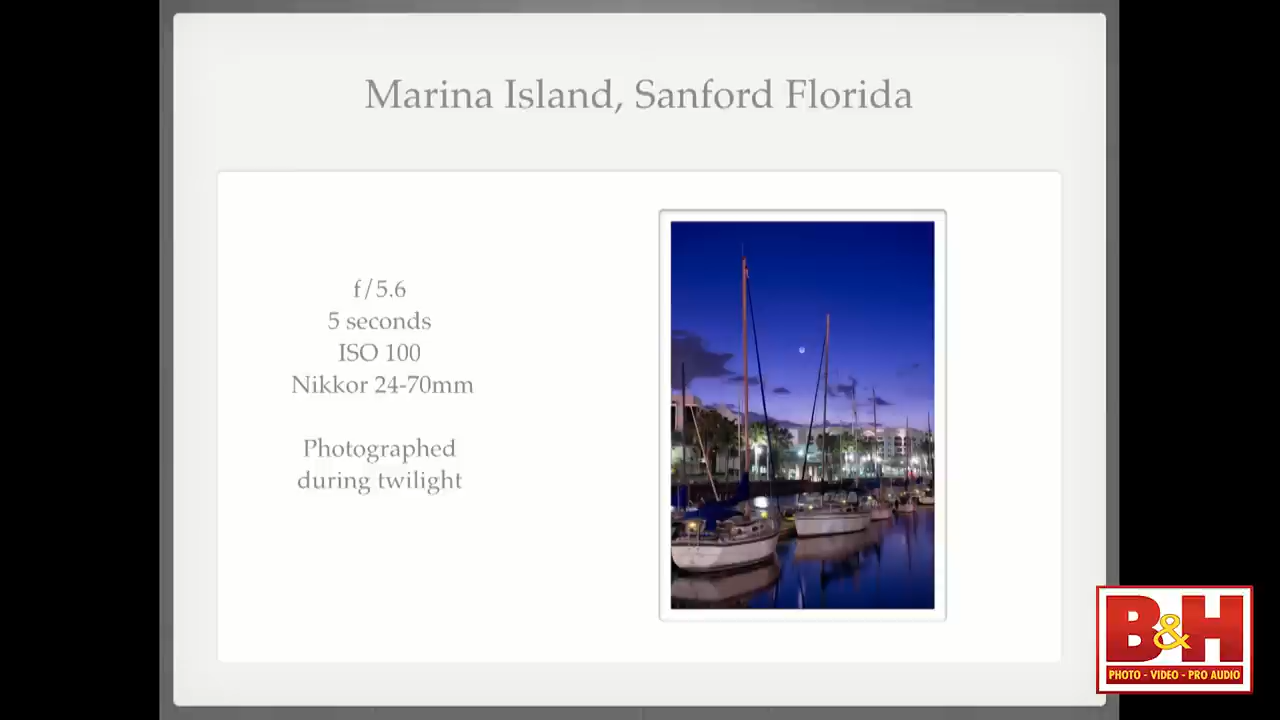 Marina Island, Sanford Florida
f/5.6
5 seconds
ISO 100
Nikkor 24-70mm
Photographed
during twilight
B&H
PHOTO - VIDEO - PRO AUDIO